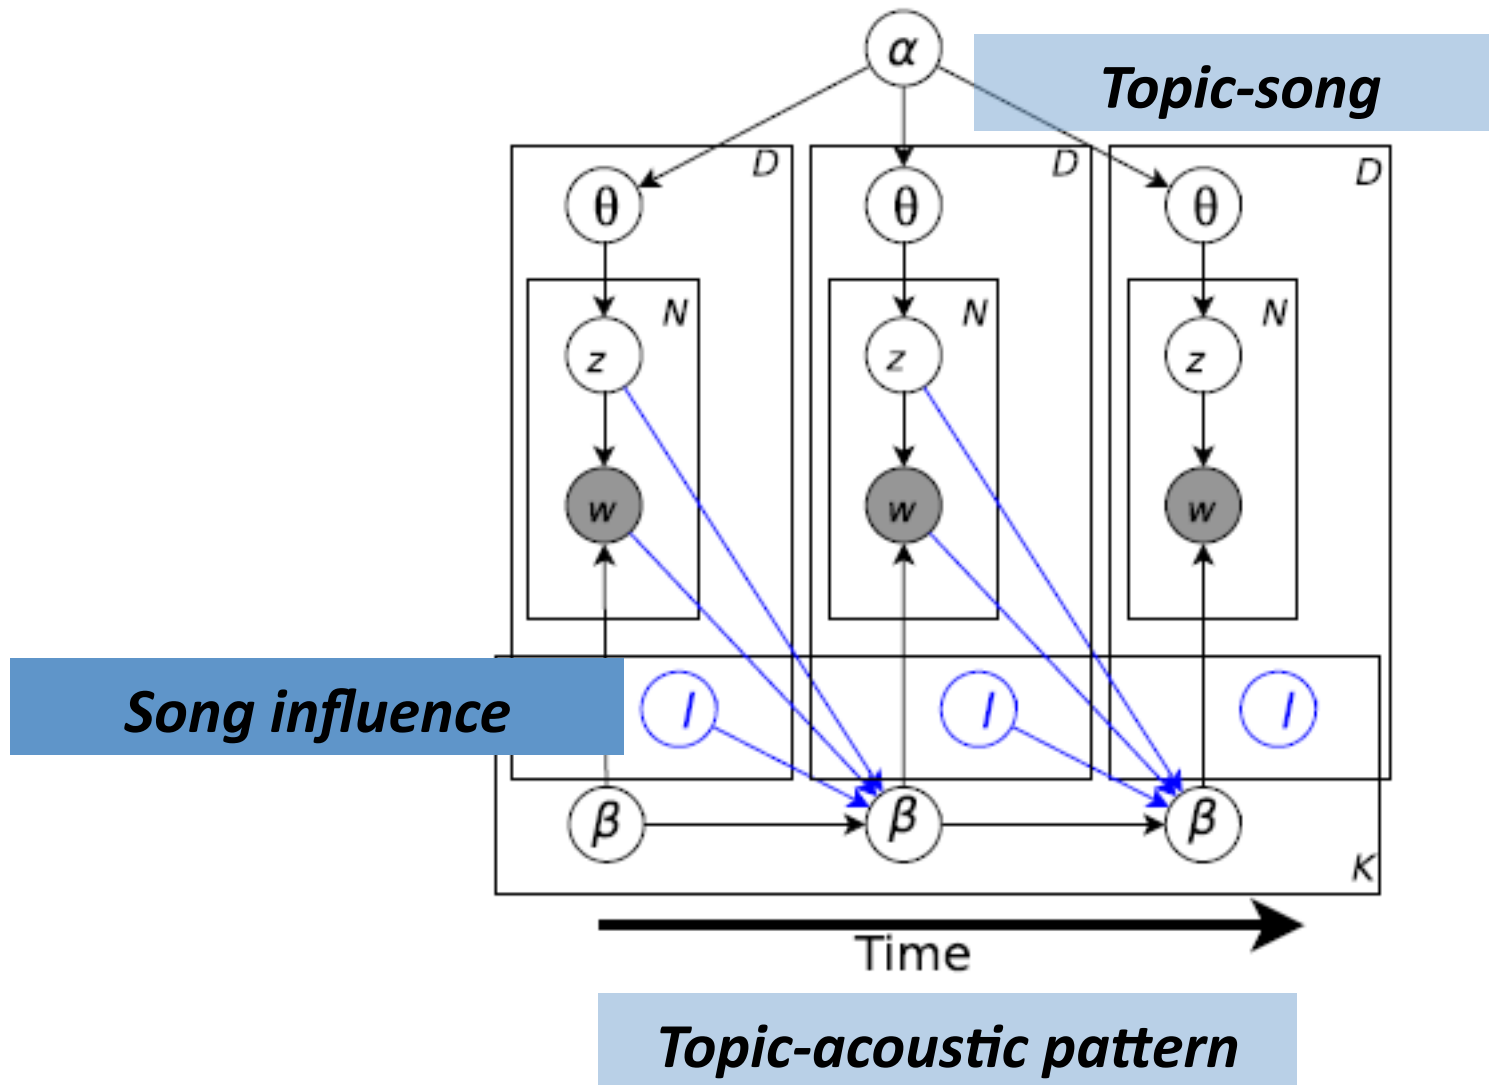 α
Topic-song
D D D
θ θ θ
N N N
z z z
w w w
Song influence
l l l
β β β
K
Time
Topic-acoustic pattern